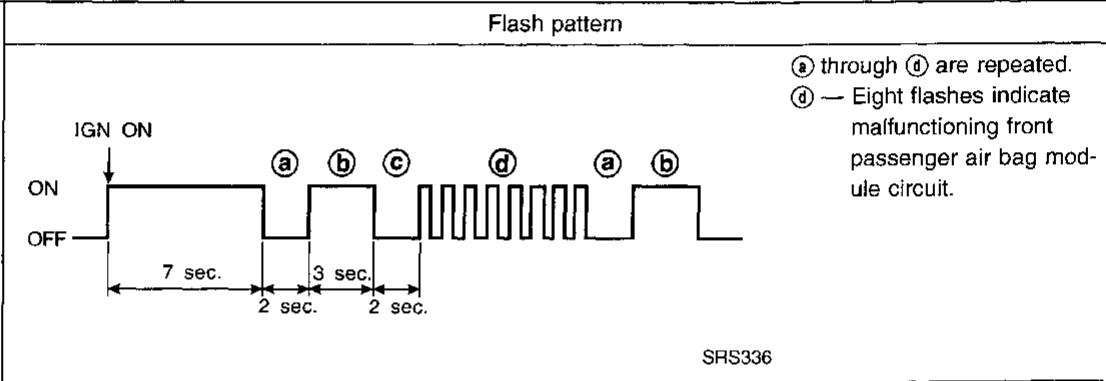 Flash pattern
ⓐ through ⓓ are repeated.
ⓓ — Eight flashes indicate
malfunctioning front
passenger air bag mod-
ule circuit.
IGN ON
ⓐ ⓑ ⓒ ⓓ ⓐ ⓑ
ON
OFF
7 sec. 3 sec.
2 sec. 2 sec.
SRS336